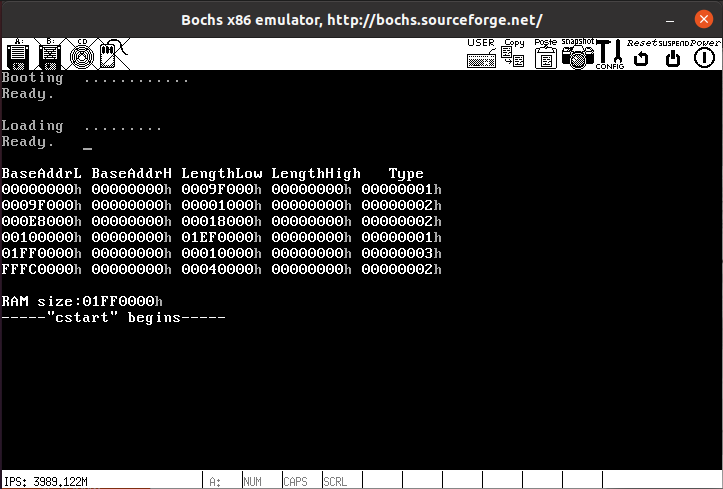 Bochs x86 emulator, http://bochs.sourceforge.net/
A: B: CD USER Copy Paste snapshot CONFIG Reset SUSPEND Power
Booting ............
Ready.
Loading .........
Ready. _
BaseAddrL BaseAddrH LengthLow LengthHigh Type
00000000h 00000000h 0009F000h 00000000h 00000001h
0009F000h 00000000h 00001000h 00000000h 00000002h
000E8000h 00000000h 00018000h 00000000h 00000002h
00100000h 00000000h 01EF0000h 00000000h 00000001h
01FF0000h 00000000h 00010000h 00000000h 00000003h
FFFC0000h 00000000h 00040000h 00000000h 00000002h
RAM size:01FF0000h
-----"cstart" begins-----
IPS: 3989.122M A: NUM CAPS SCRL